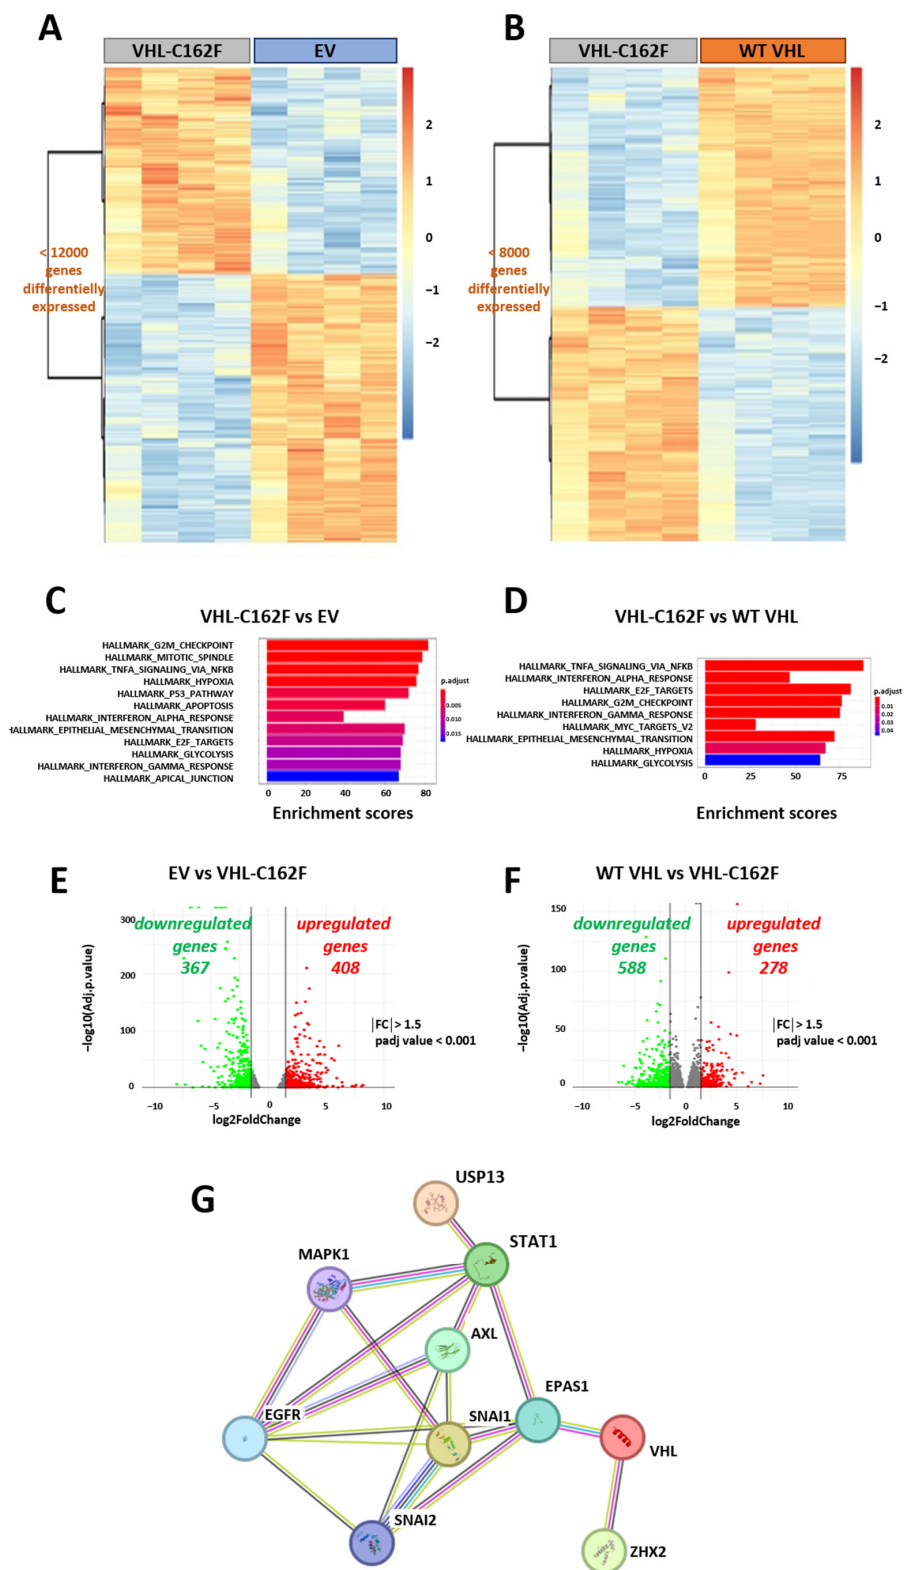 A
VHL-C162F
EV
2
1
0
−1
−2
< 12000
genes
differentielly
expressed
B
VHL-C162F
WT VHL
2
1
0
−1
−2
< 8000
genes
differentielly
expressed
C
VHL-C162F vs EV
HALLMARK_G2M_CHECKPOINT
HALLMARK_MITOTIC_SPINDLE
HALLMARK_TNFA_SIGNALING_VIA_NFKB
HALLMARK_HYPOXIA
HALLMARK_P53_PATHWAY
HALLMARK_APOPTOSIS
HALLMARK_INTERFERON_ALPHA_RESPONSE
HALLMARK_EPITHELIAL_MESENCHYMAL_TRANSITION
HALLMARK_E2F_TARGETS
HALLMARK_GLYCOLYSIS
HALLMARK_INTERFERON_GAMMA_RESPONSE
HALLMARK_APICAL_JUNCTION
p.adjust
0.005
0.010
0.015
0 20 40 60 80
Enrichment scores
D
VHL-C162F vs WT VHL
HALLMARK_TNFA_SIGNALING_VIA_NFKB
HALLMARK_INTERFERON_ALPHA_RESPONSE
HALLMARK_E2F_TARGETS
HALLMARK_G2M_CHECKPOINT
HALLMARK_INTERFERON_GAMMA_RESPONSE
HALLMARK_MYC_TARGETS_V2
HALLMARK_EPITHELIAL_MESENCHYMAL_TRANSITION
HALLMARK_HYPOXIA
HALLMARK_GLYCOLYSIS
p.adjust
0.01
0.02
0.03
0.04
0 25 50 75
Enrichment scores
E
EV vs VHL-C162F
−log10(Adj.p.value)
300
200
100
0
downregulated
genes
367
upregulated
genes
408
|FC| > 1.5
padj value < 0.001
−10 −5 0 5 10
log2FoldChange
F
WT VHL vs VHL-C162F
−log10(Adj.p.value)
150
100
50
0
downregulated
genes
588
upregulated
genes
278
|FC| > 1.5
padj value < 0.001
−10 −5 0 5 10
log2FoldChange
G
USP13
STAT1
MAPK1
AXL
EPAS1
EGFR
SNAI1
VHL
SNAI2
ZHX2